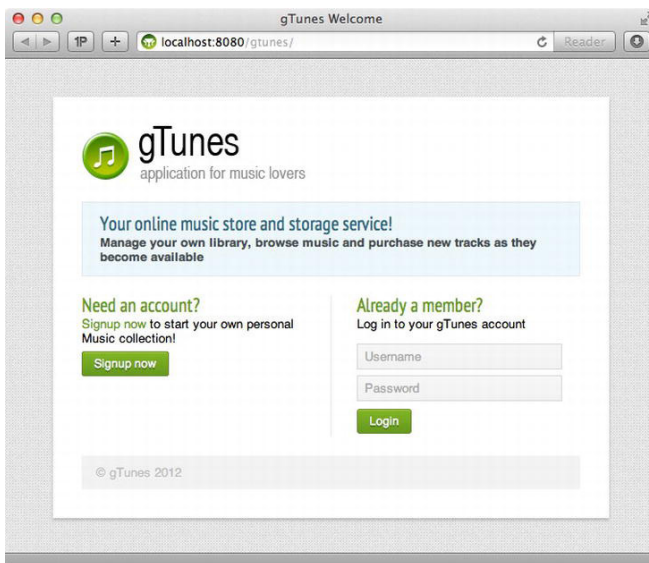 gTunes Welcome
1P
+
localhost:8080/gtunes/
Reader
gTunes
application for music lovers
Your online music store and storage service!
Manage your own library, browse music and purchase new tracks as they
become available
Need an account?
Signup now to start your own personal
Music collection!
Signup now
Already a member?
Log in to your gTunes account
Username
Password
Login
© gTunes 2012